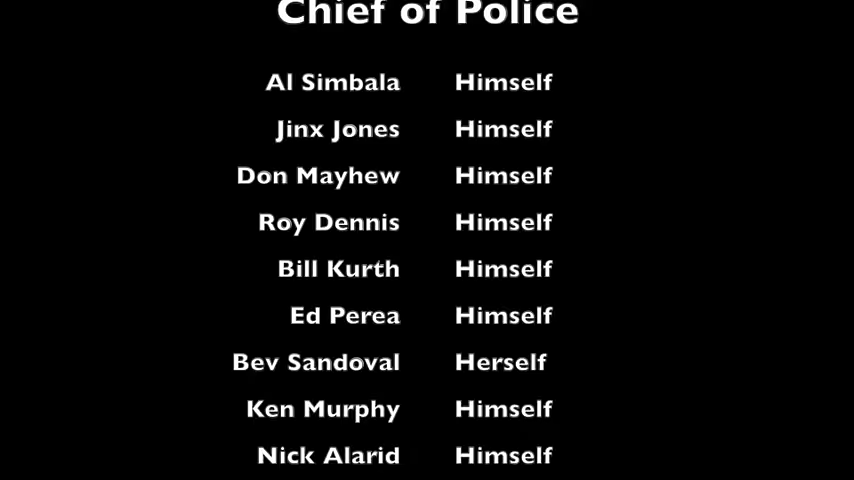 Chief of Police
Al Simbala Himself
Jinx Jones Himself
Don Mayhew Himself
Roy Dennis Himself
Bill Kurth Himself
Ed Perea Himself
Bev Sandoval Herself
Ken Murphy Himself
Nick Alarid Himself